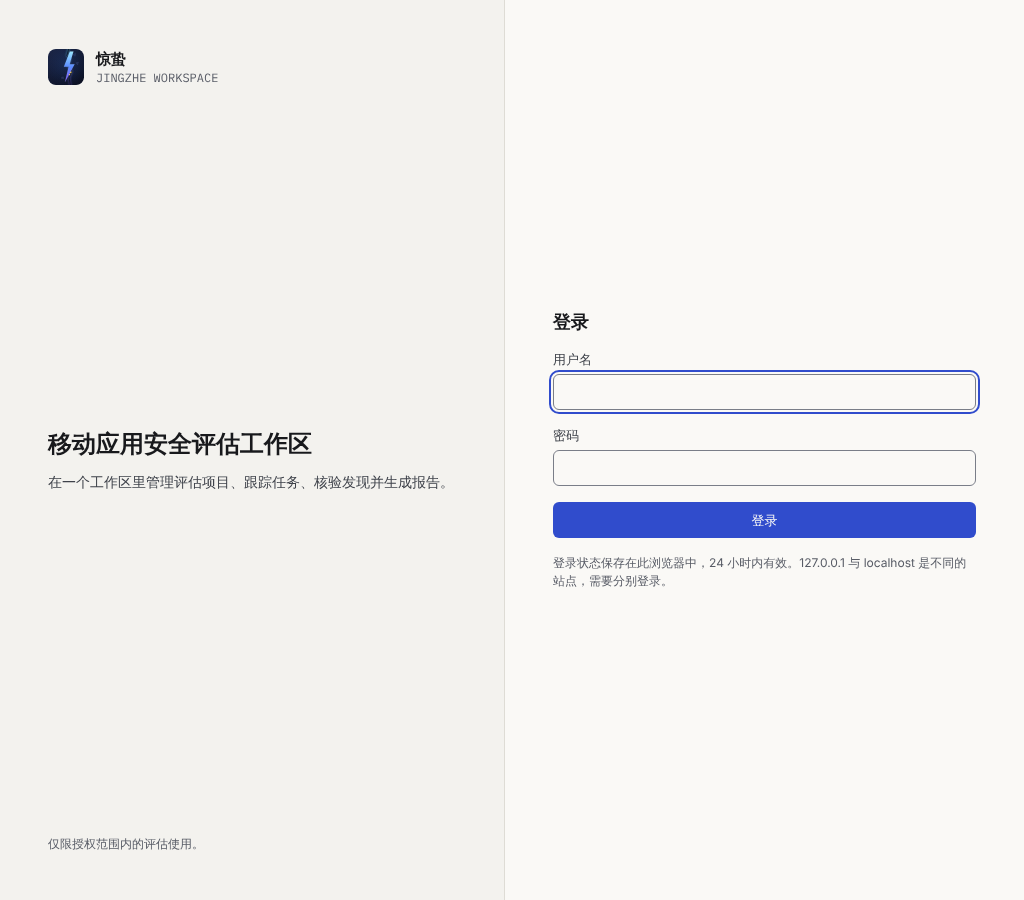 惊蛰
JINGZHE WORKSPACE
移动应用安全评估工作区
在一个工作区里管理评估项目、跟踪任务、核验发现并生成报告。
仅限授权范围内的评估使用。
登录
用户名
密码
登录
登录状态保存在此浏览器中，24 小时内有效。127.0.0.1 与 localhost 是不同的
站点，需要分别登录。